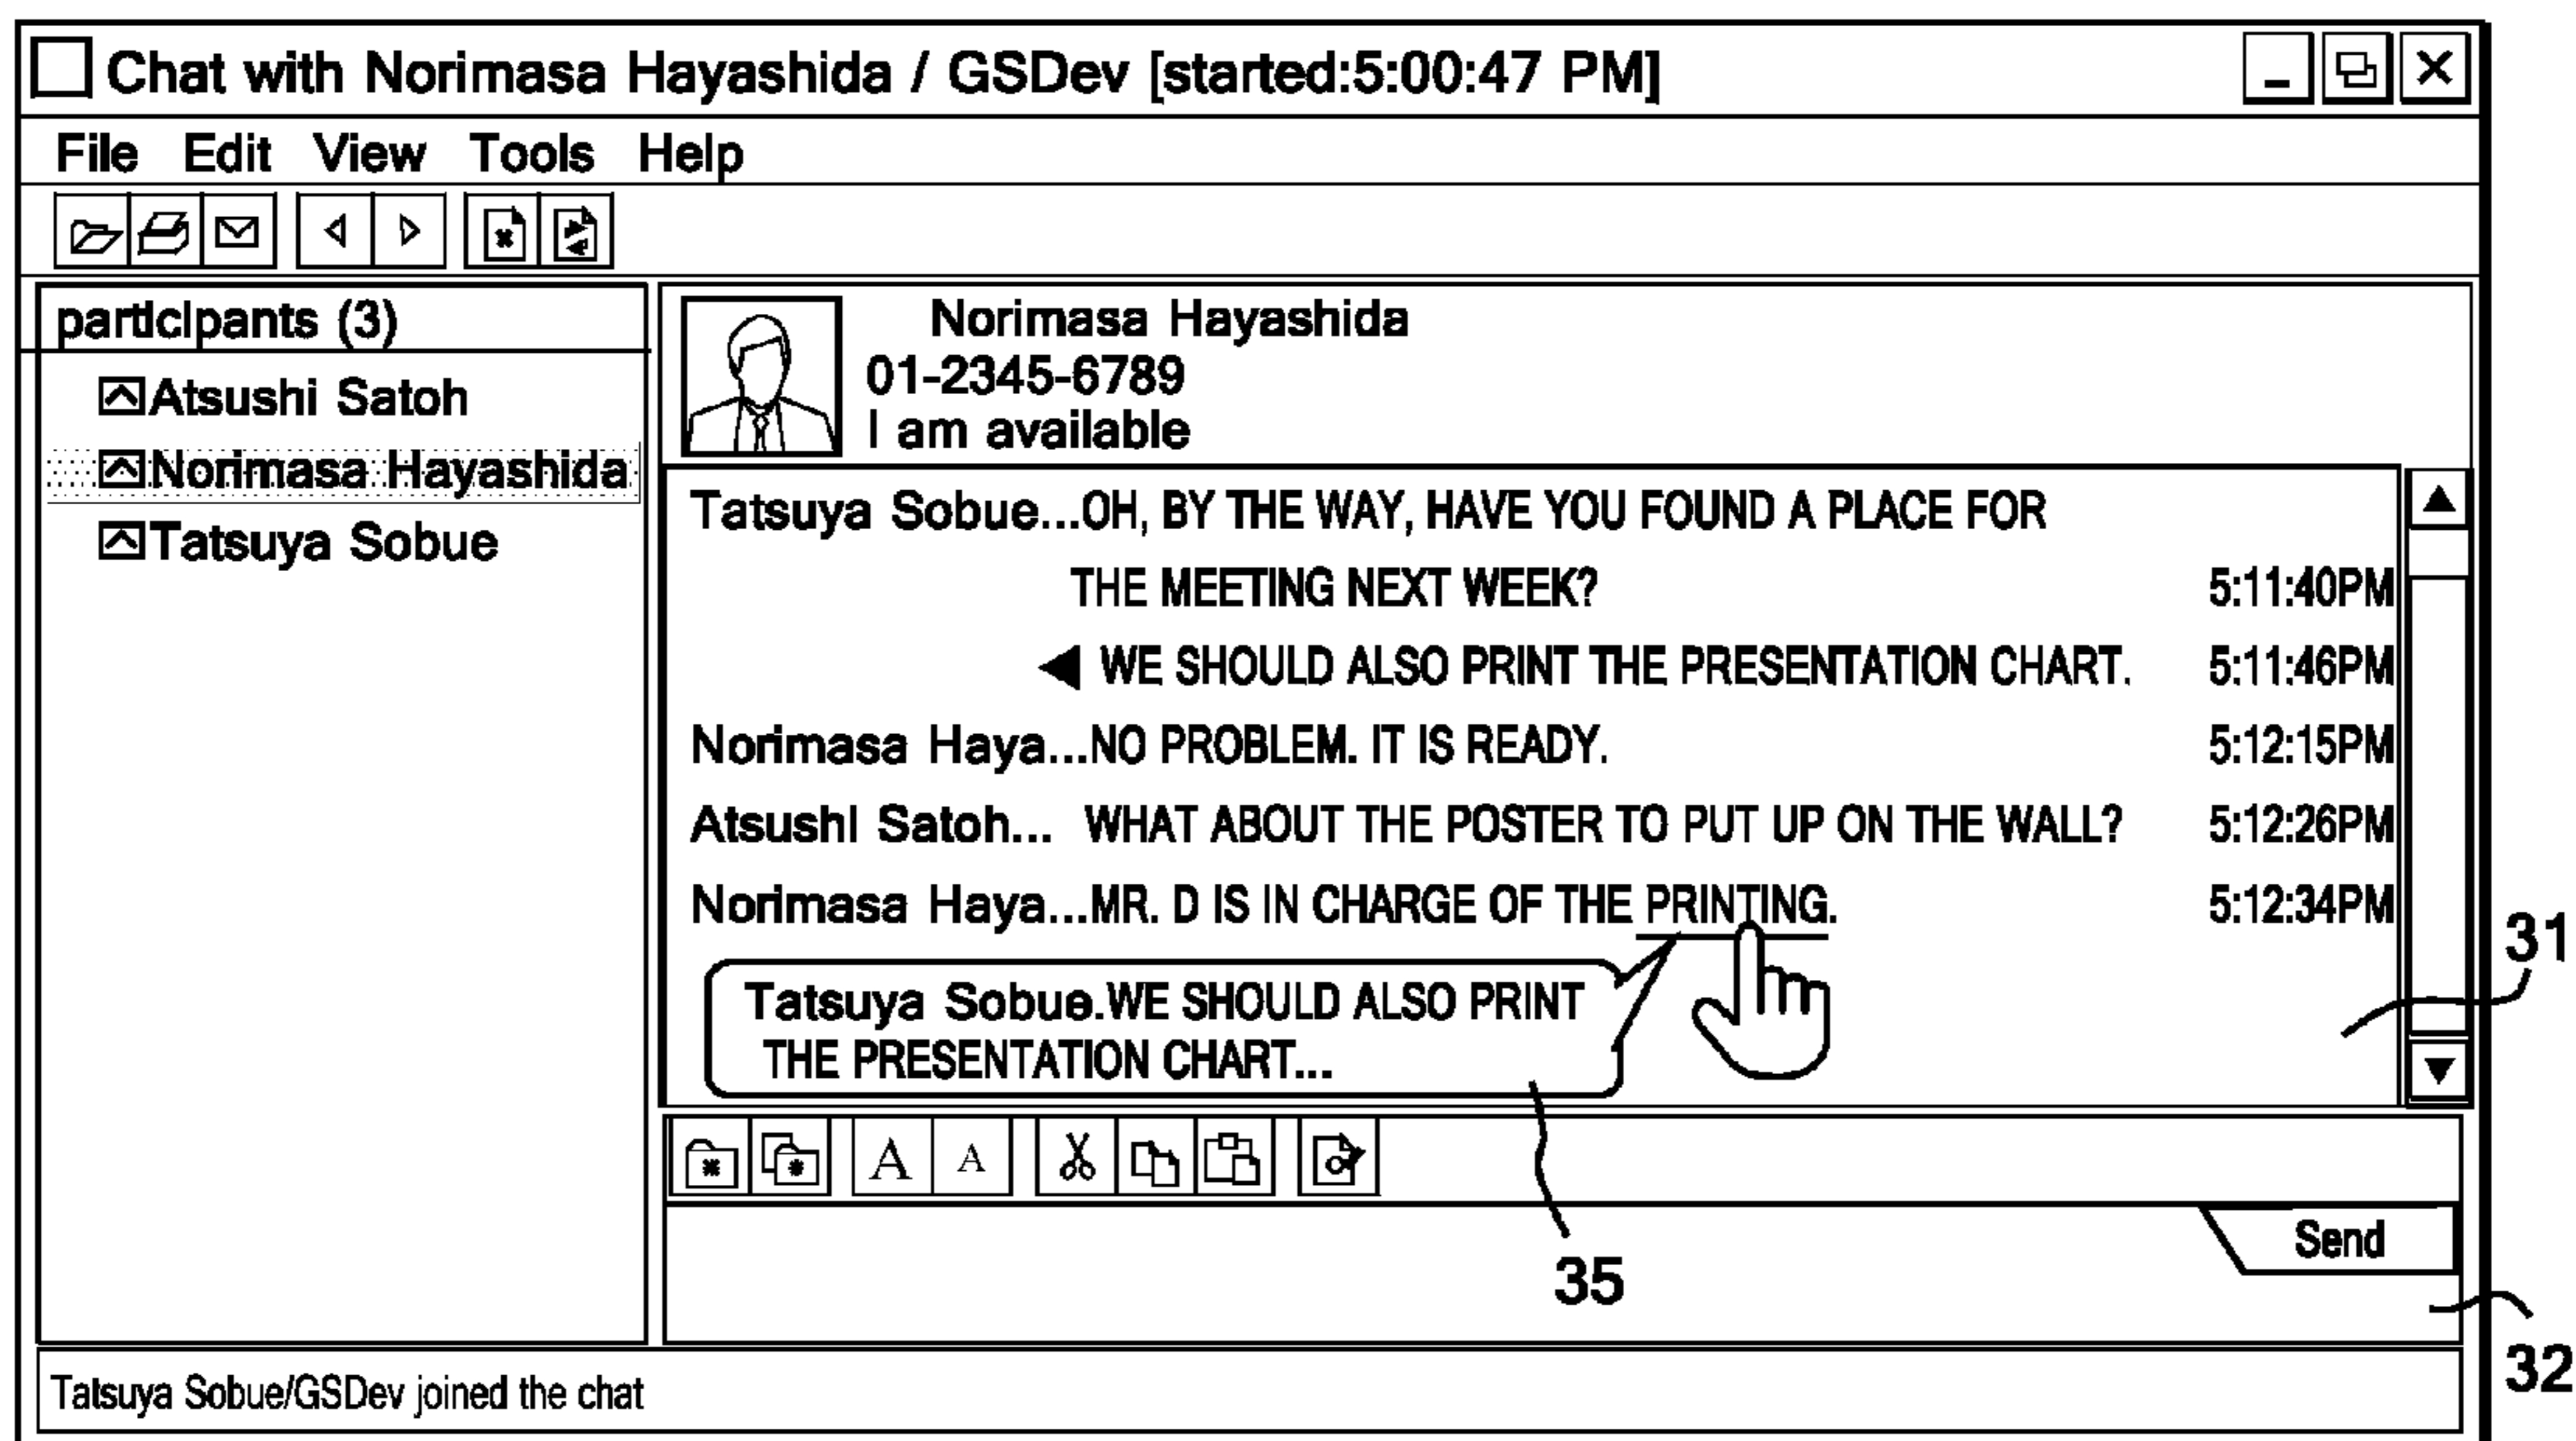 Chat with Norimasa Hayashida / GSDev [started:5:00:47 PM]
File Edit View Tools Help
participants (3)
Atsushi Satoh
Norimasa Hayashida
Tatsuya Sobue
Norimasa Hayashida
01-2345-6789
I am available
Tatsuya Sobue...OH, BY THE WAY, HAVE YOU FOUND A PLACE FOR
THE MEETING NEXT WEEK? 5:11:40PM
WE SHOULD ALSO PRINT THE PRESENTATION CHART. 5:11:46PM
Norimasa Haya...NO PROBLEM. IT IS READY. 5:12:15PM
Atsushi Satoh... WHAT ABOUT THE POSTER TO PUT UP ON THE WALL? 5:12:26PM
Norimasa Haya...MR. D IS IN CHARGE OF THE PRINTING. 5:12:34PM
31
Tatsuya Sobue.WE SHOULD ALSO PRINT
THE PRESENTATION CHART...
A A
Send
35
32
Tatsuya Sobue/GSDev joined the chat